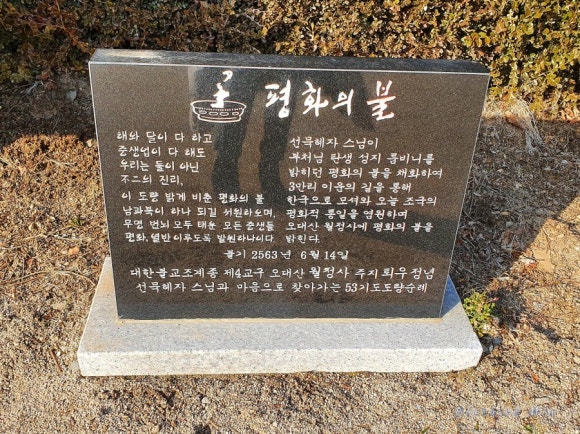 평화의 불
해와 달이 다 하고
중생업이 다 해도
우리는 둘이 아닌
不二의 진리,
이 도량 밝게 비춘 평화의 불
남과북이 하나 되길 서원하오며,
무명 번뇌 모두 태운 모든 중생들
평화, 열반 이루도록 발원하나이다
선묵혜자 스님이
부처님 탄생 성지 룸비니를
밝히던 평화의 불을 채화하여
3만리 이운의 길을 통해
한국으로 모셔와 오늘 조국의
평화적 통일을 염원하며
오대산 월정사에 평화의 불을
밝힌다.
불기 2563년 6월 14일
대한불교조계종 제4교구 오대산 월정사 주지 퇴우정념
선묵혜자 스님과 마음으로 찾아가는 53기도도량순례